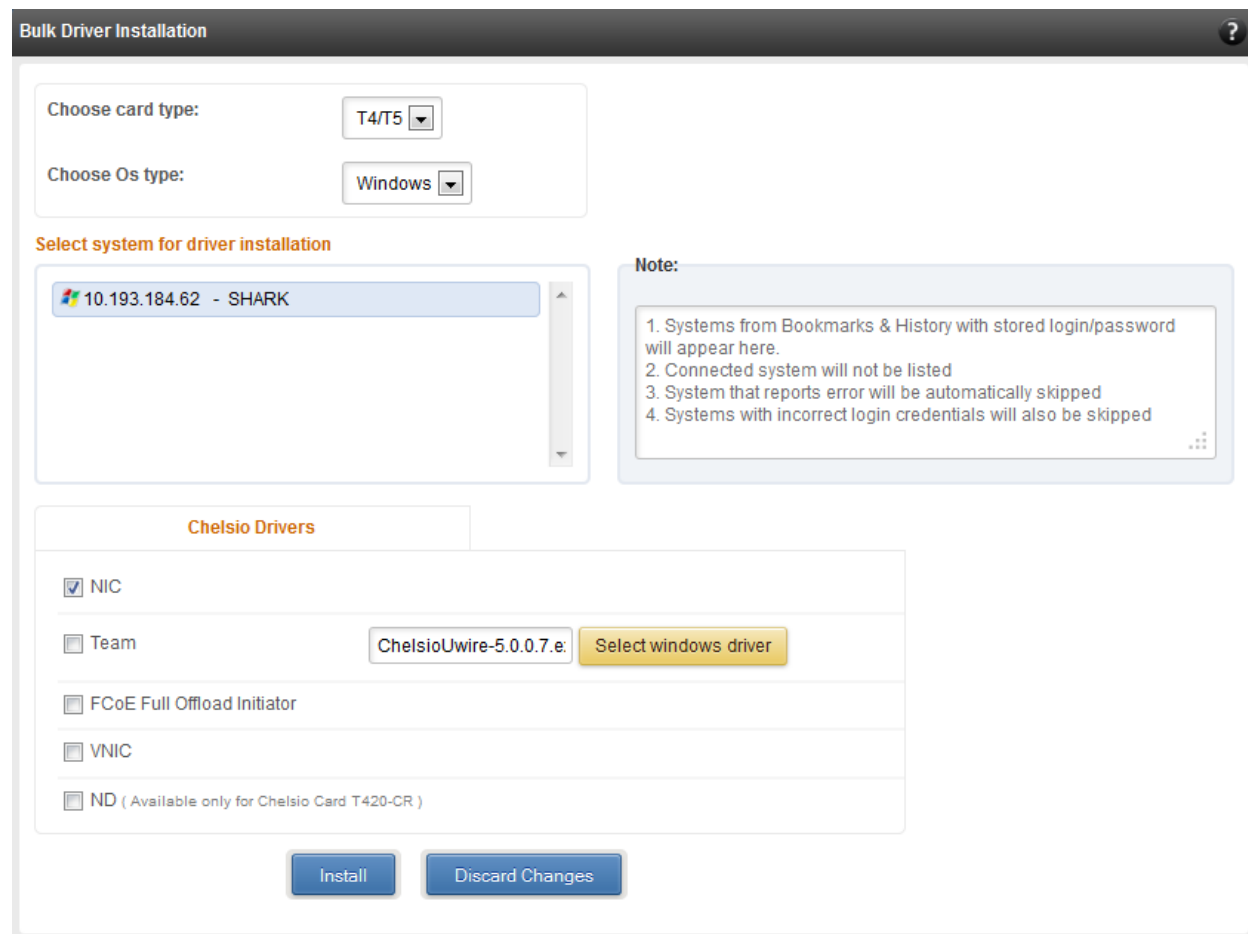 Bulk Driver Installation
?
Choose card type:
T4/T5
Choose Os type:
Windows
Select system for driver installation
10.193.184.62 - SHARK
Note:
1. Systems from Bookmarks & History with stored login/password
will appear here.
2. Connected system will not be listed
3. System that reports error will be automatically skipped
4. Systems with incorrect login credentials will also be skipped
Chelsio Drivers
NIC
Team
ChelsioUwire-5.0.0.7.e
Select windows driver
FCoE Full Offload Initiator
VNIC
ND ( Available only for Chelsio Card T420-CR )
Install
Discard Changes